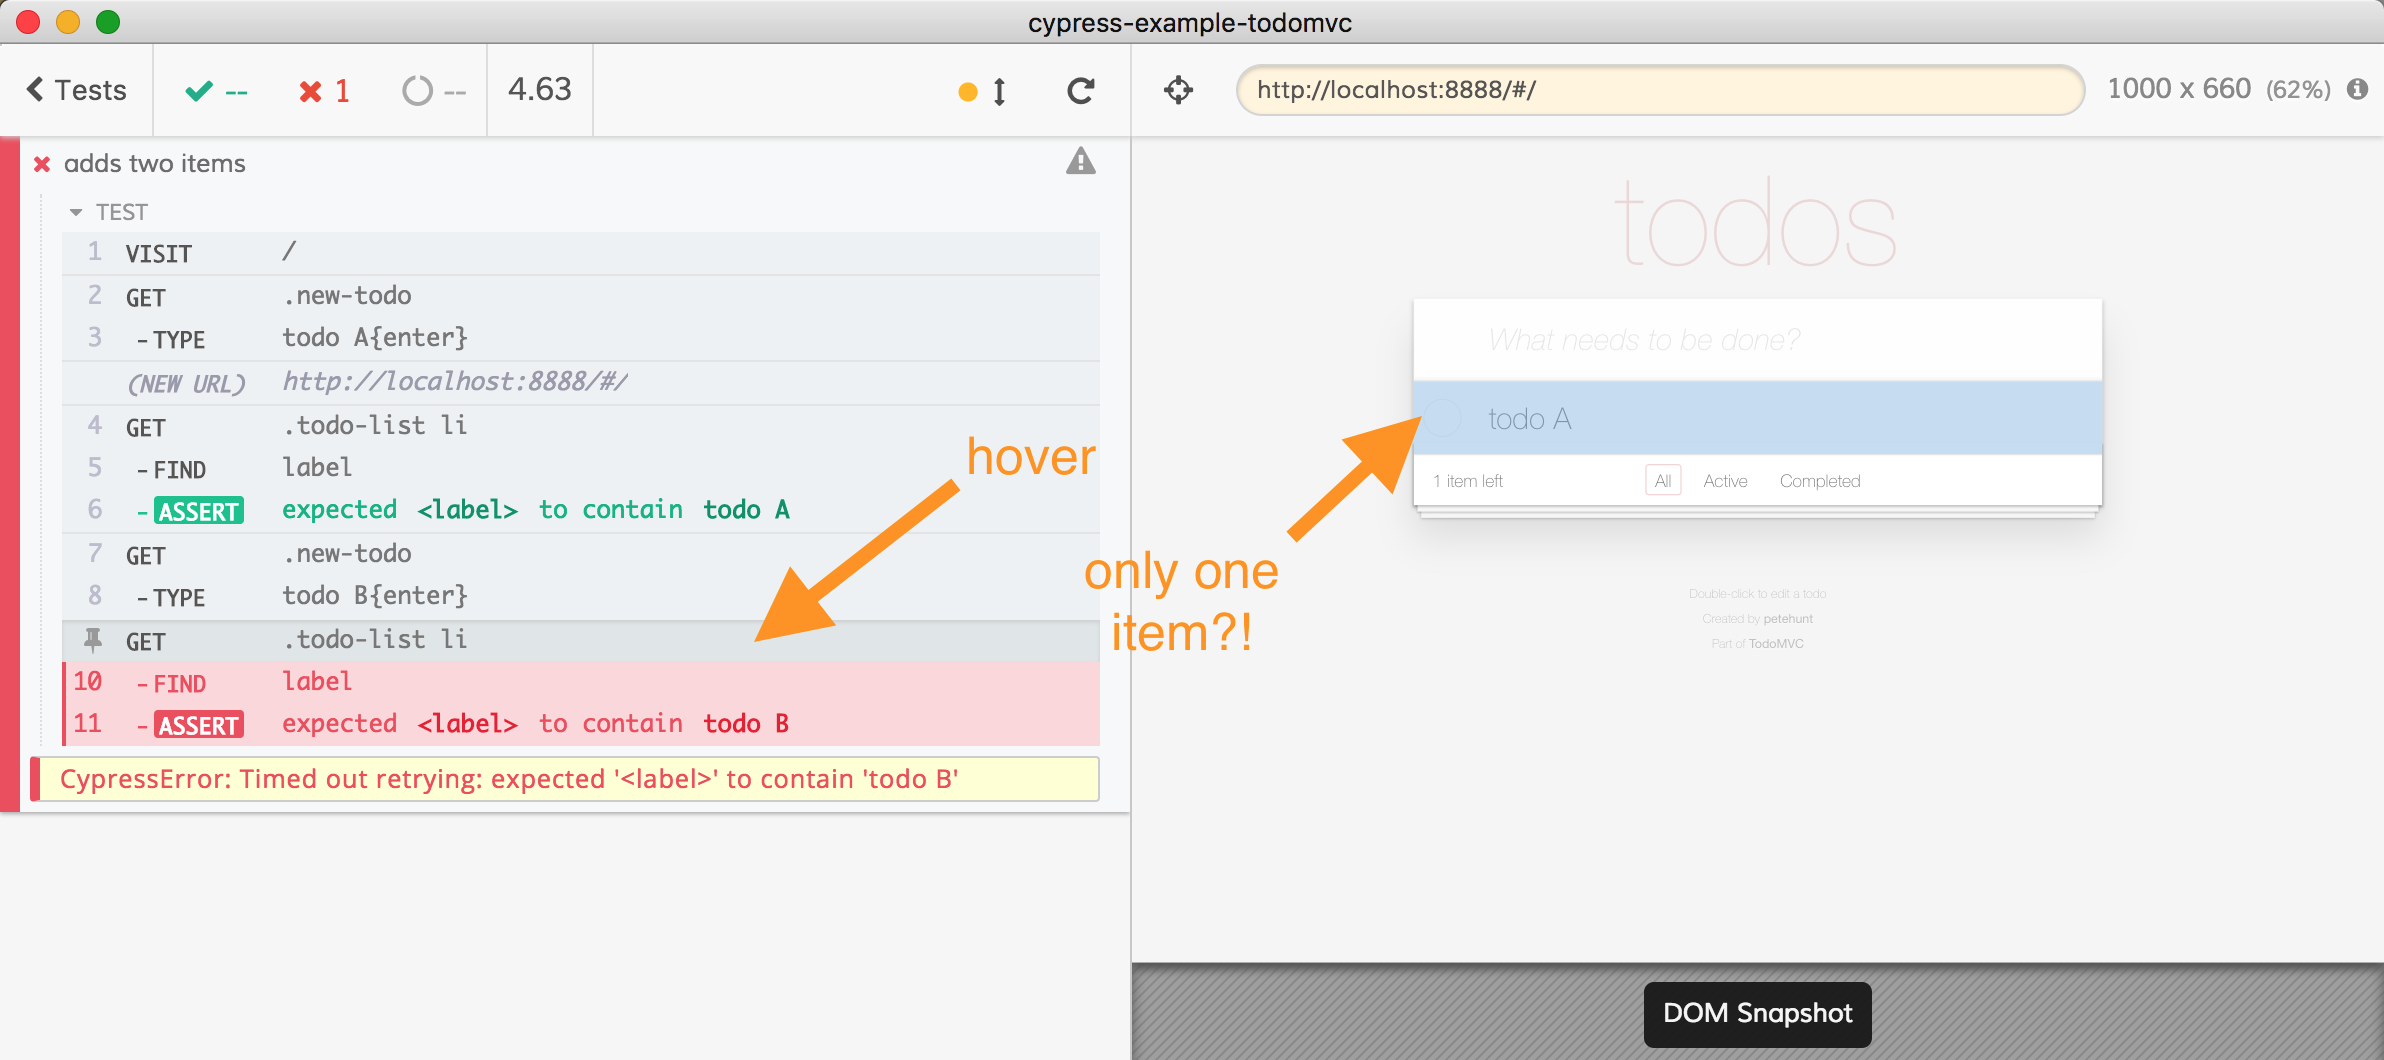 cypress-example-todomvc
Tests
--
1
--
4.63
http://localhost:8888/#/
1000 x 660 (62%)
adds two items
TEST
1 VISIT /
2 GET .new-todo
3 -TYPE todo A{enter}
(NEW URL) http://localhost:8888/#/
4 GET .todo-list li
5 -FIND label
6 -ASSERT expected <label> to contain todo A
7 GET .new-todo
8 -TYPE todo B{enter}
GET .todo-list li
10 -FIND label
11 -ASSERT expected <label> to contain todo B
CypressError: Timed out retrying: expected '<label>' to contain 'todo B'
hover
only one
item?!
todos
What needs to be done?
todo A
1 item left All Active Completed
Double-click to edit a todo
Created by petehunt
Part of TodoMVC
DOM Snapshot